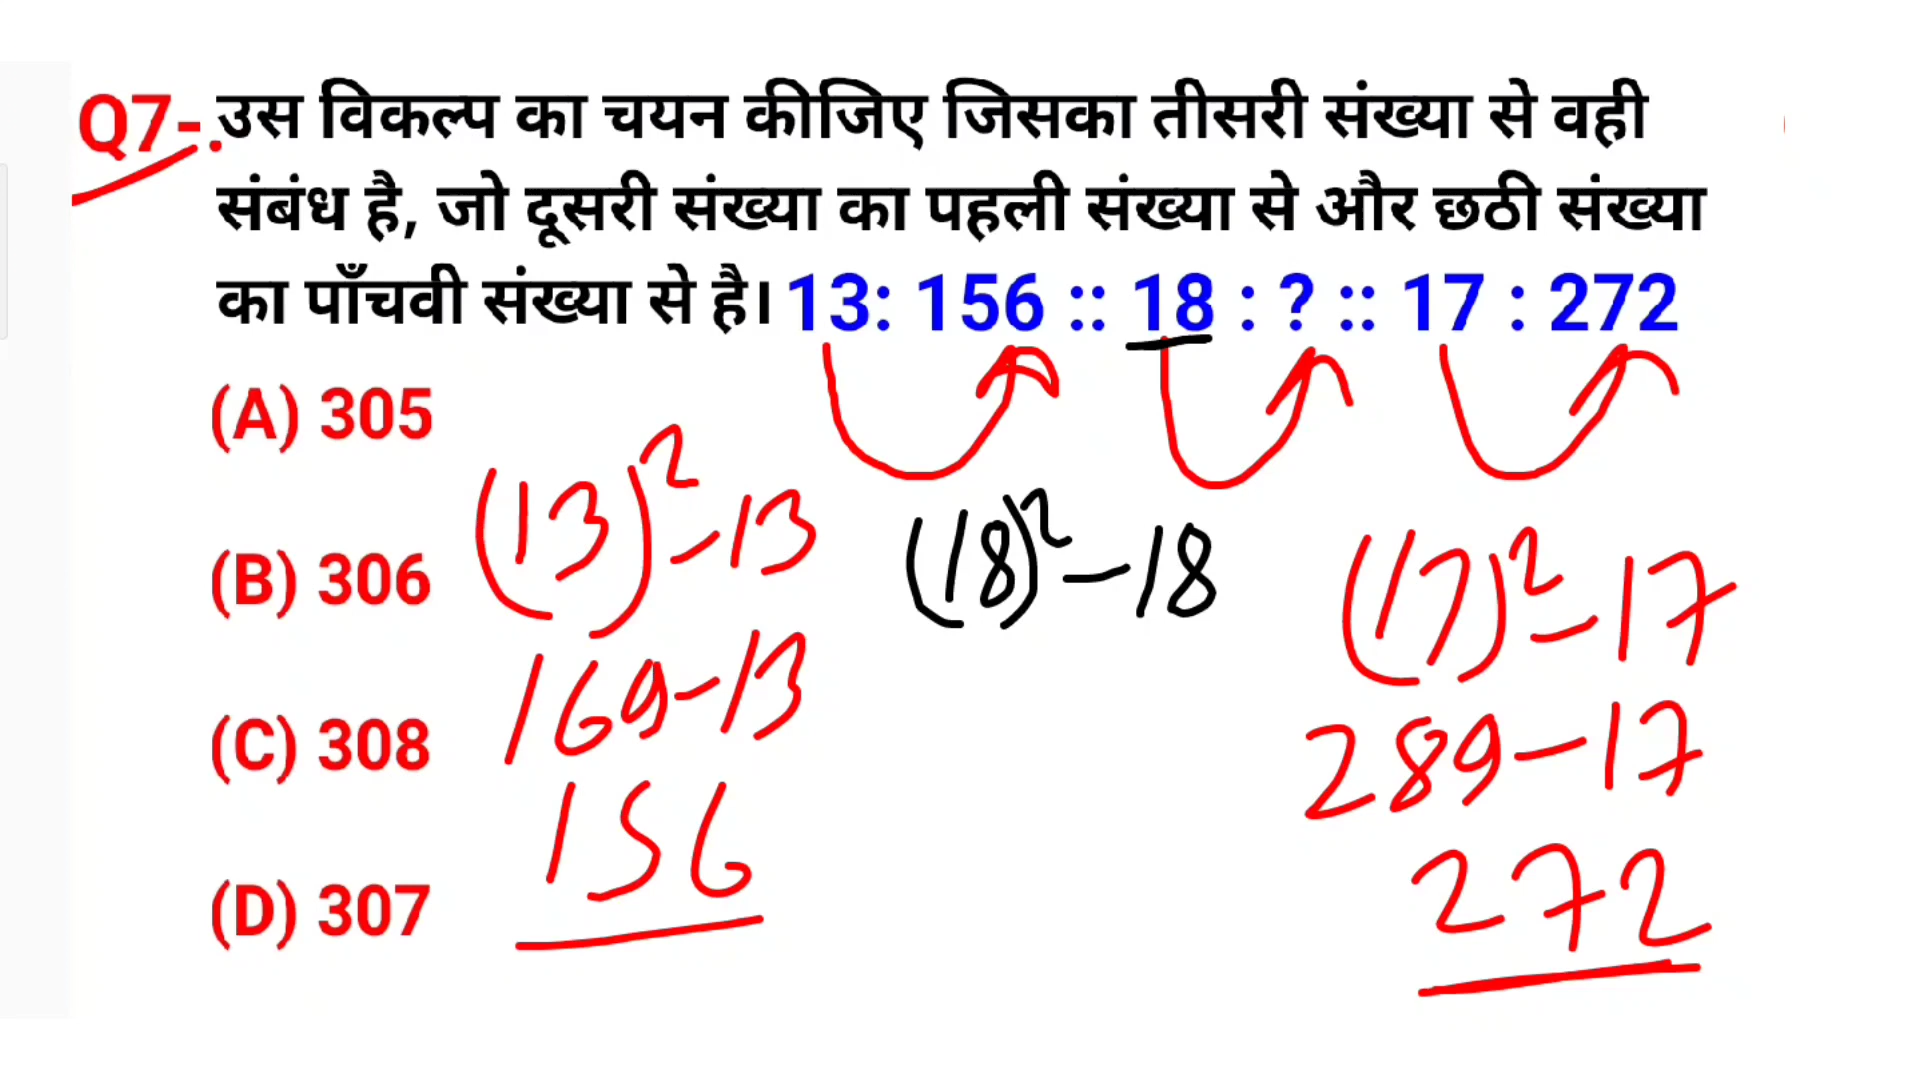 Q7-. उस विकल्प का चयन कीजिए जिसका तीसरी संख्या से वही
संबंध है, जो दूसरी संख्या का पहली संख्या से और छठी संख्या
का पाँचवी संख्या से है। 13: 156 :: 18 : ? :: 17 : 272
(A) 305
(B) 306
(C) 308
(D) 307
(13)² - 13
169 - 13
156
(18)² - 18
(17)² - 17
289 - 17
272